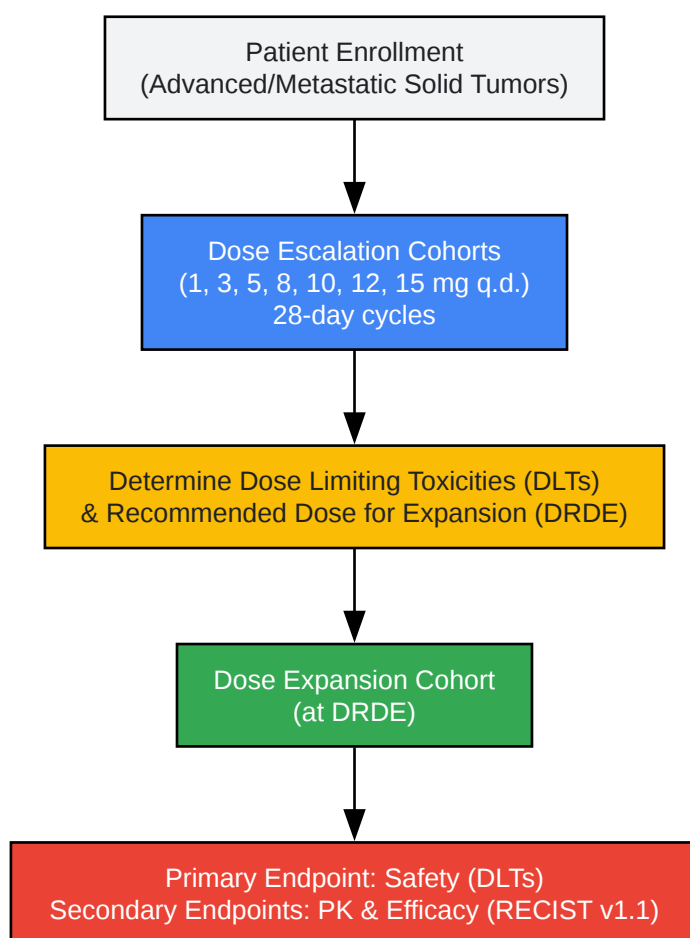 Patient Enrollment
(Advanced/Metastatic Solid Tumors)
Dose Escalation Cohorts
(1, 3, 5, 8, 10, 12, 15 mg q.d.)
28-day cycles
Determine Dose Limiting Toxicities (DLTs)
& Recommended Dose for Expansion (DRDE)
Dose Expansion Cohort
(at DRDE)
Primary Endpoint: Safety (DLTs)
Secondary Endpoints: PK & Efficacy (RECIST v1.1)